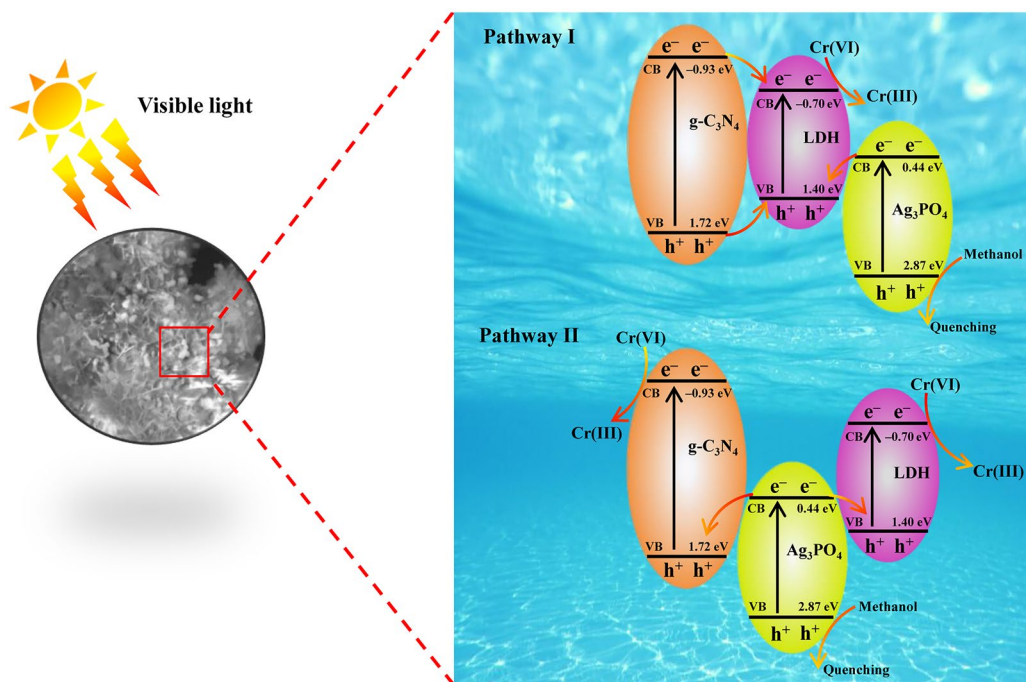 Visible light
Pathway I
e⁻ e⁻
CB −0.93 eV
g-C₃N₄
VB 1.72 eV
h⁺ h⁺
e⁻ e⁻
CB −0.70 eV
LDH
VB 1.40 eV
h⁺ h⁺
Cr(VI)
Cr(III)
e⁻ e⁻
CB 0.44 eV
Ag₃PO₄
VB 2.87 eV
h⁺ h⁺
Methanol
Quenching
Pathway II
Cr(VI)
Cr(III)
e⁻ e⁻
CB −0.93 eV
g-C₃N₄
VB 1.72 eV
h⁺ h⁺
e⁻ e⁻
CB 0.44 eV
Ag₃PO₄
VB 2.87 eV
h⁺ h⁺
Methanol
Quenching
e⁻ e⁻
CB −0.70 eV
LDH
VB 1.40 eV
h⁺ h⁺
Cr(VI)
Cr(III)